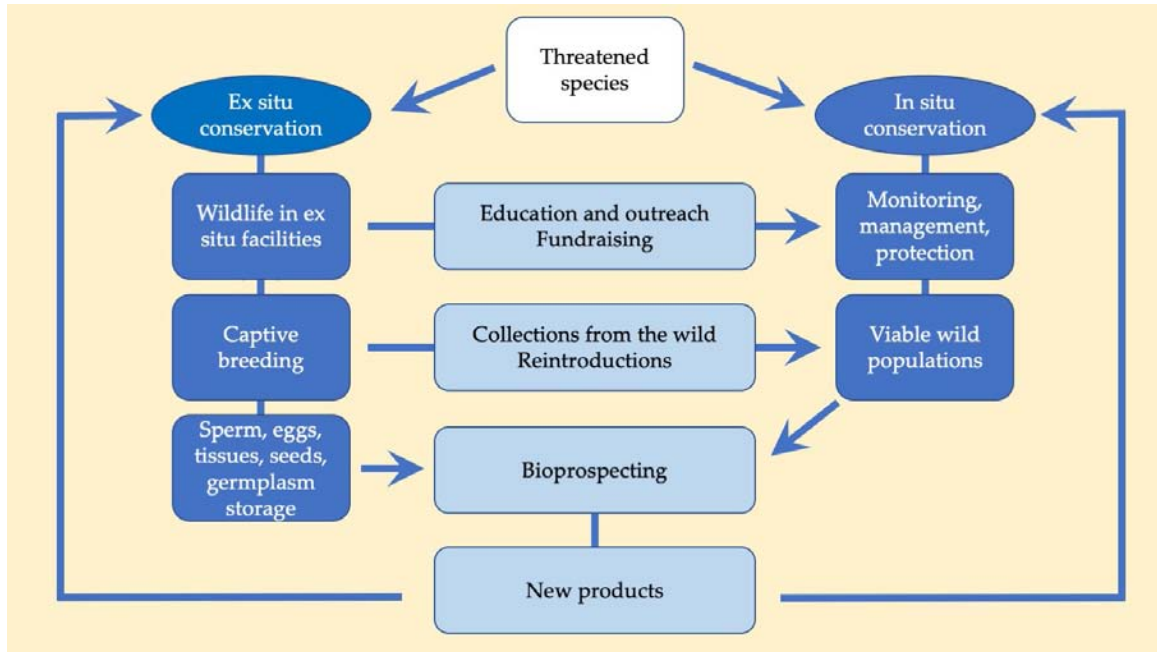 Threatened
species
Ex situ
conservation
In situ
conservation
Wildlife in ex
situ facilities
Education and outreach
Fundraising
Monitoring,
management,
protection
Captive
breeding
Collections from the wild
Reintroductions
Viable wild
populations
Sperm, eggs,
tissues, seeds,
germplasm
storage
Bioprospecting
New products